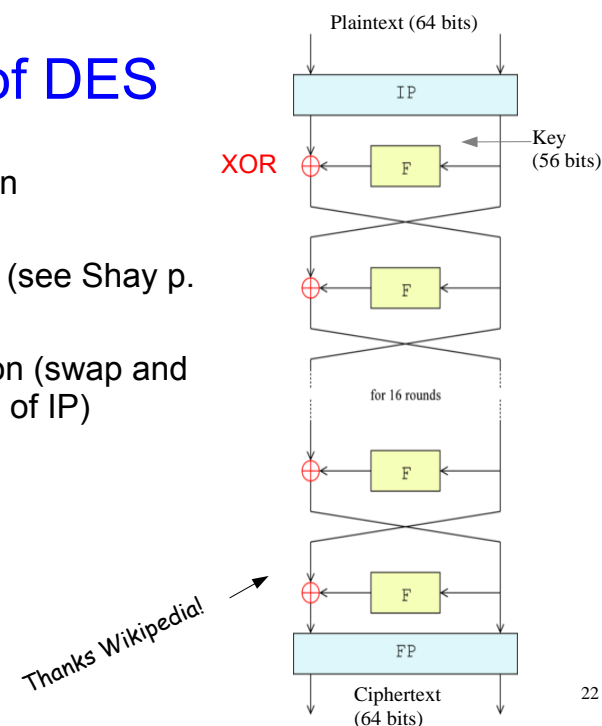 of DES
n
(see Shay p.
on (swap and
of IP)
Thanks Wikipedia!
Plaintext (64 bits)
IP
Key
(56 bits)
XOR
F
F
for 16 rounds
F
F
FP
Ciphertext
(64 bits)
22